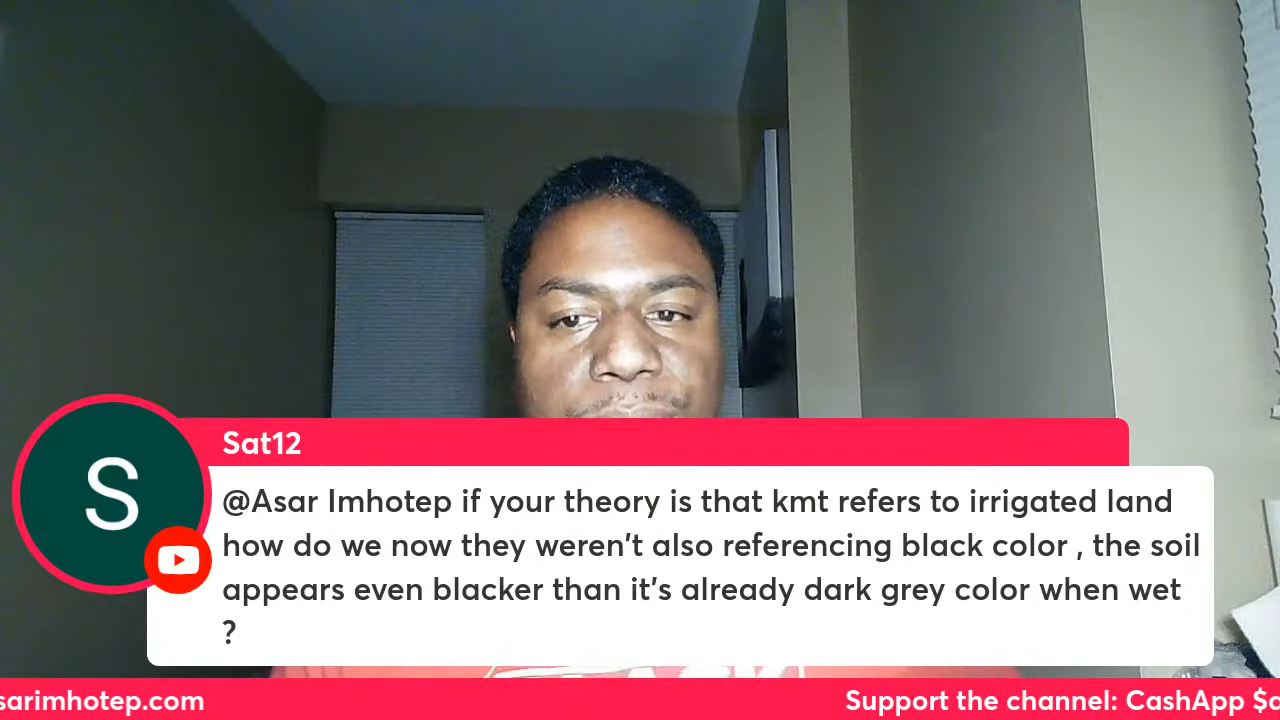 S
Sat12
@Asar Imhotep if your theory is that kmt refers to irrigated land
how do we now they weren't also referencing black color , the soil
appears even blacker than it's already dark grey color when wet
?
sarimhotep.com
Support the channel: CashApp